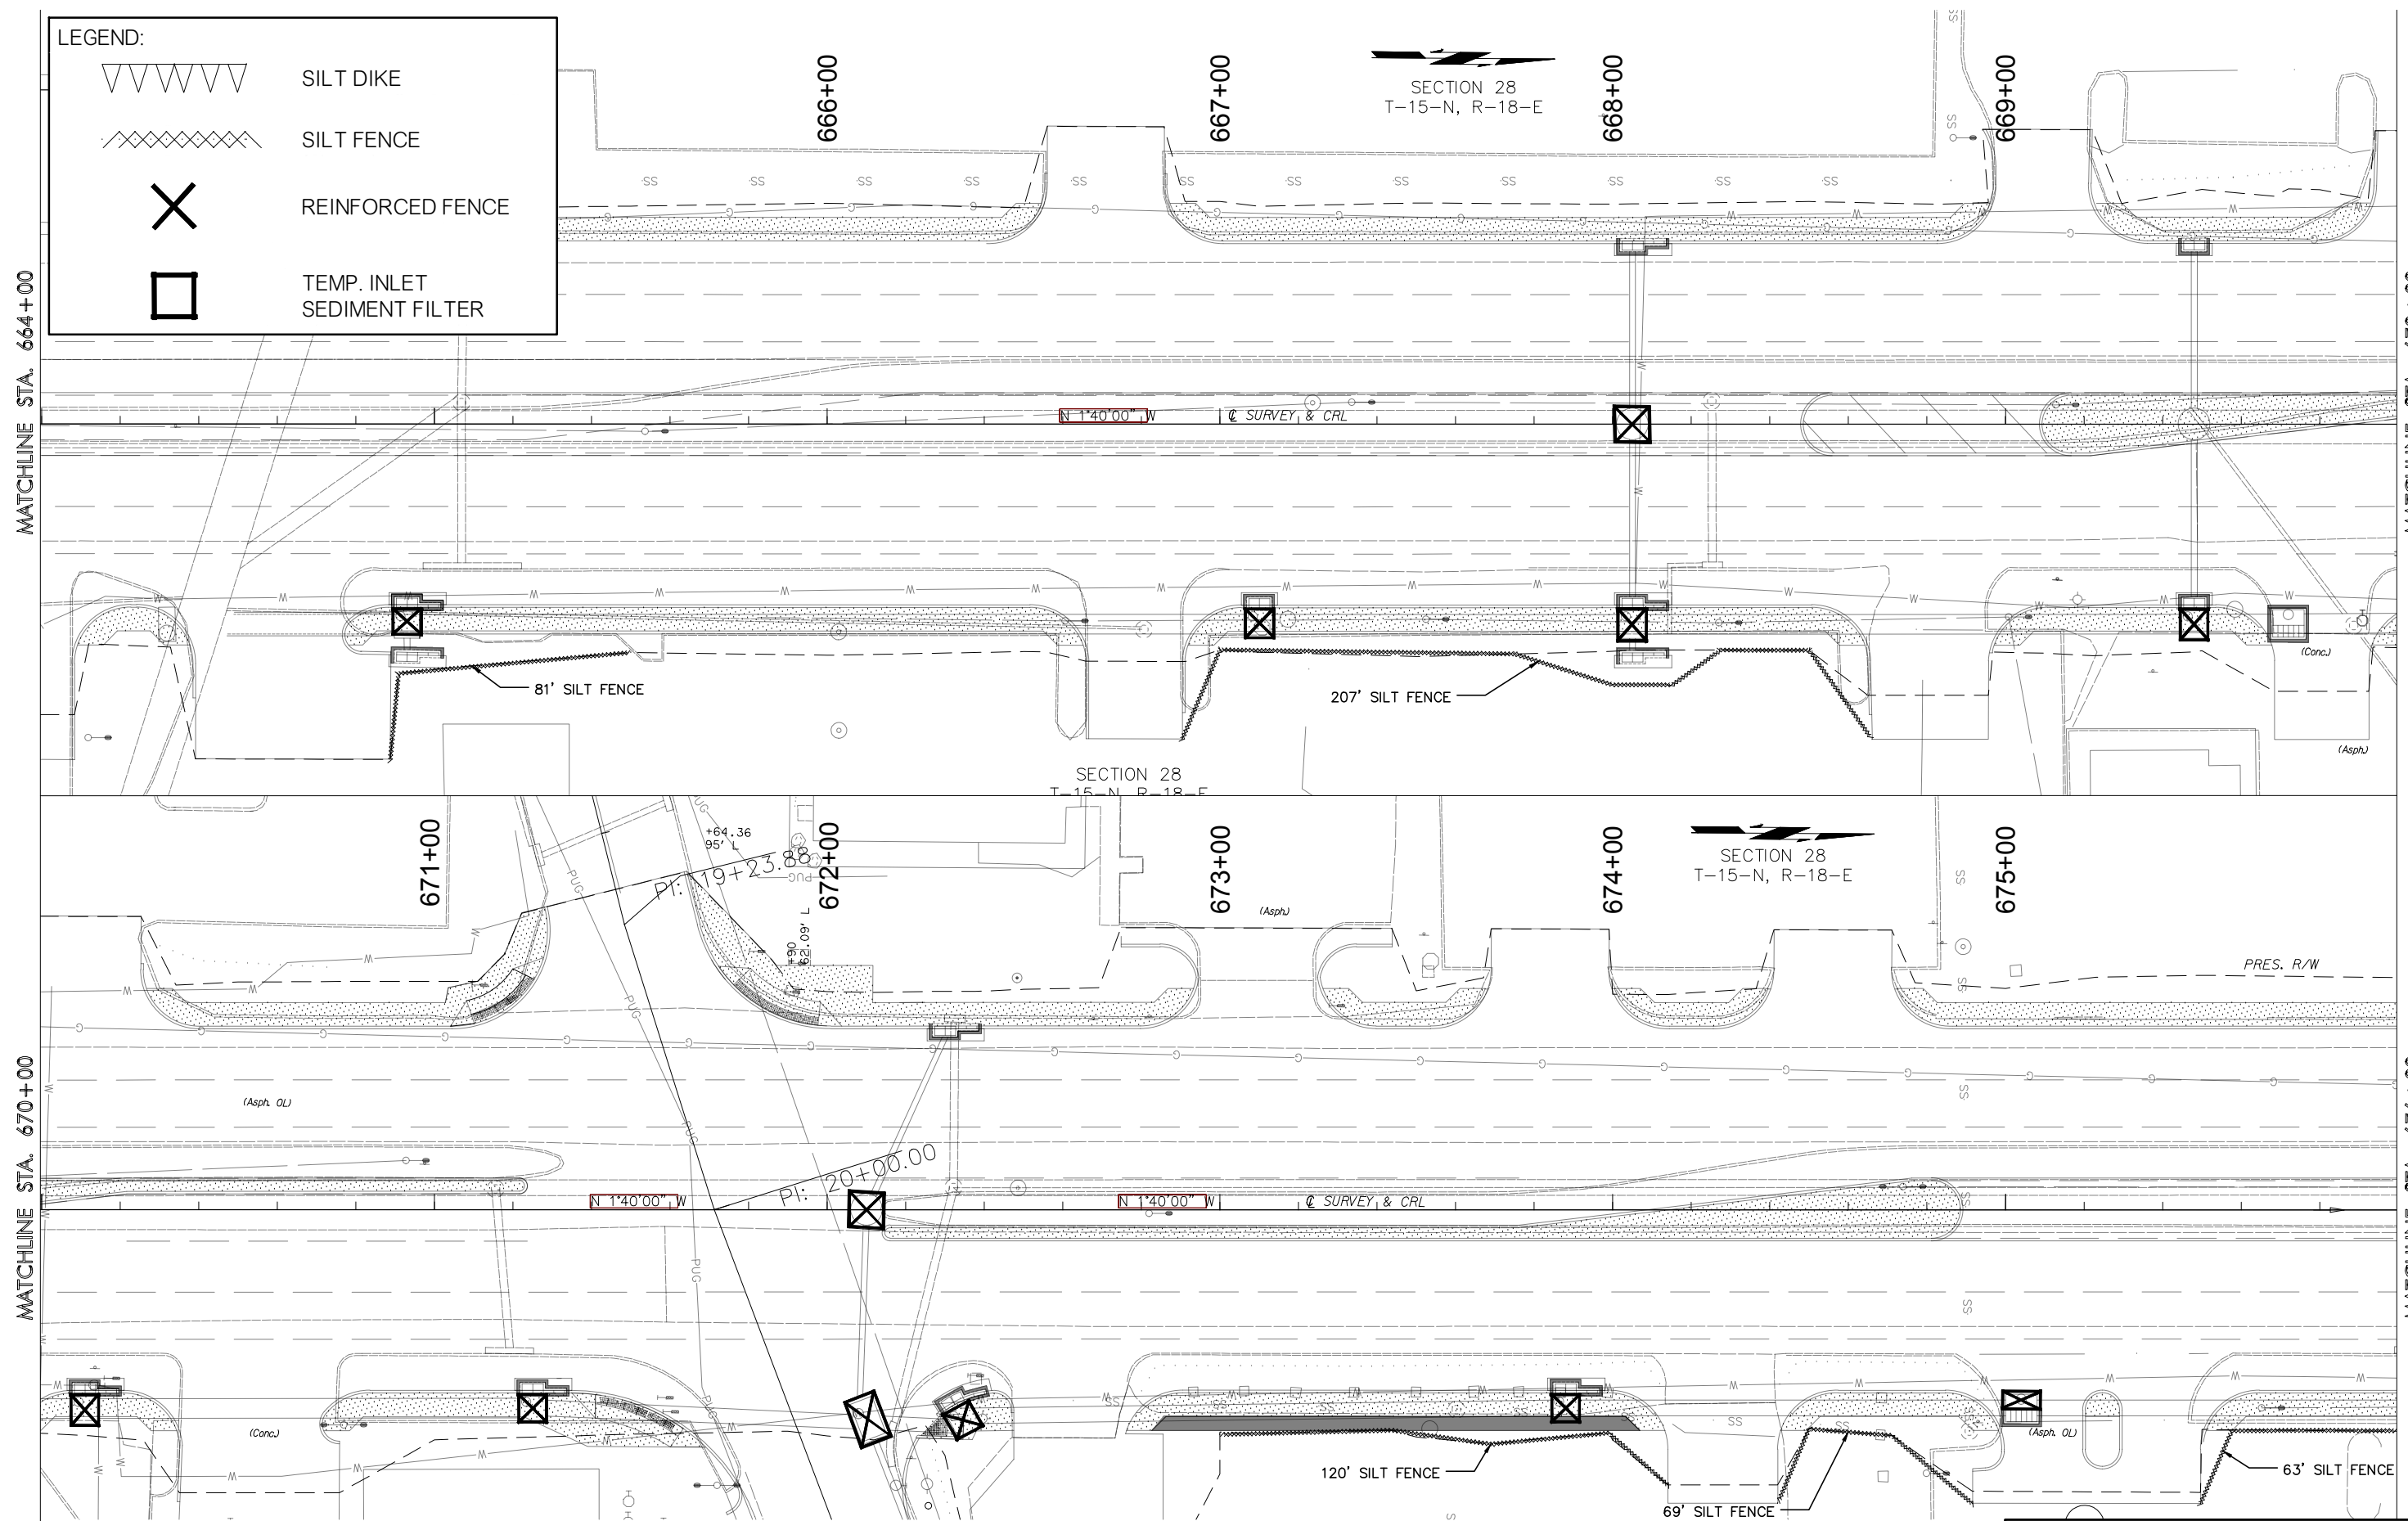 LEGEND:
SILT DIKE
SILT FENCE
REINFORCED FENCE
TEMP. INLET
SEDIMENT FILTER
666+00
667+00
668+00
669+00
SECTION 28
T-15-N, R-18-E
MATCHLINE STA. 664+00
N 1°40'00" W
℄ SURVEY & CRL
81' SILT FENCE
207' SILT FENCE
(Conc.)
(Asph.)
SECTION 28
T-15-N, R-18-E
671+00
672+00
673+00
674+00
675+00
+64.36
95' L
PI: 19+23.88
+90
62.09' L
(Asph.)
SECTION 28
T-15-N, R-18-E
PRES. R/W
MATCHLINE STA. 670+00
(Asph. OL)
PI: 20+00.00
N 1°40'00" W
N 1°40'00" W
℄ SURVEY & CRL
(Conc.)
(Asph. OL)
120' SILT FENCE
69' SILT FENCE
63' SILT FENCE